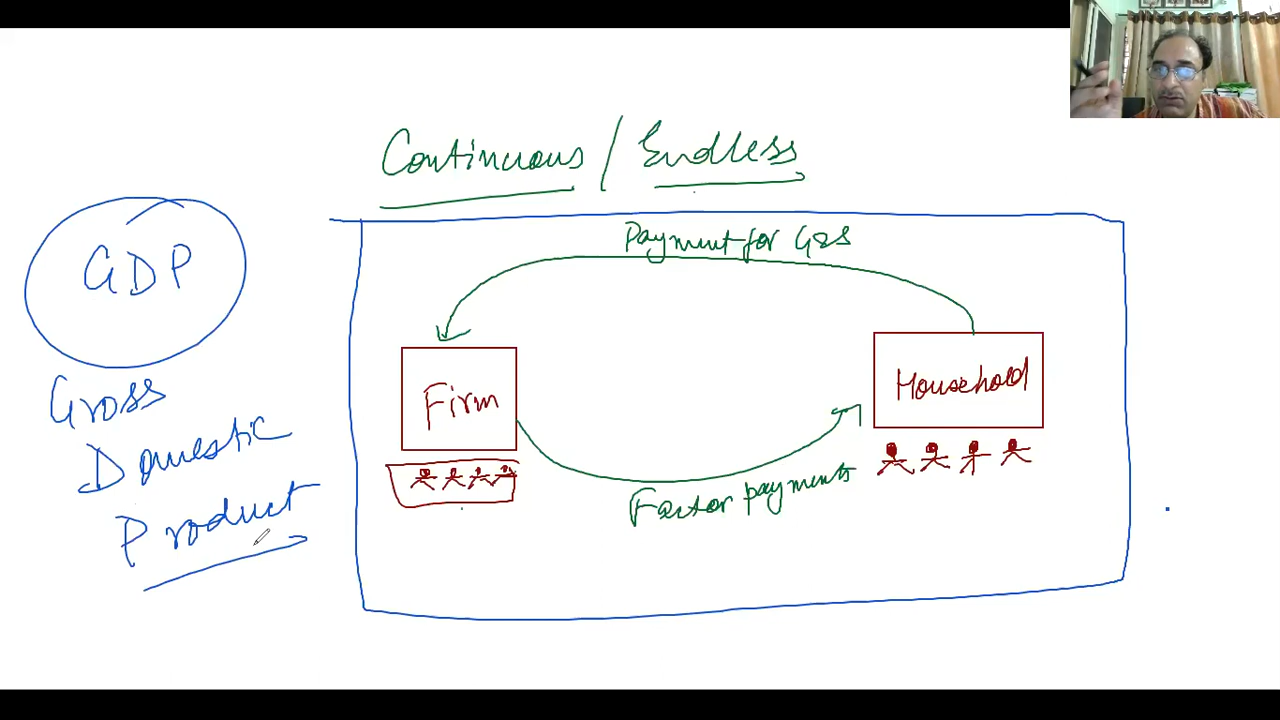 Continuous / Endless
GDP
Gross
Domestic
Product
Payment for G&S
Firm
Household
Factor payments